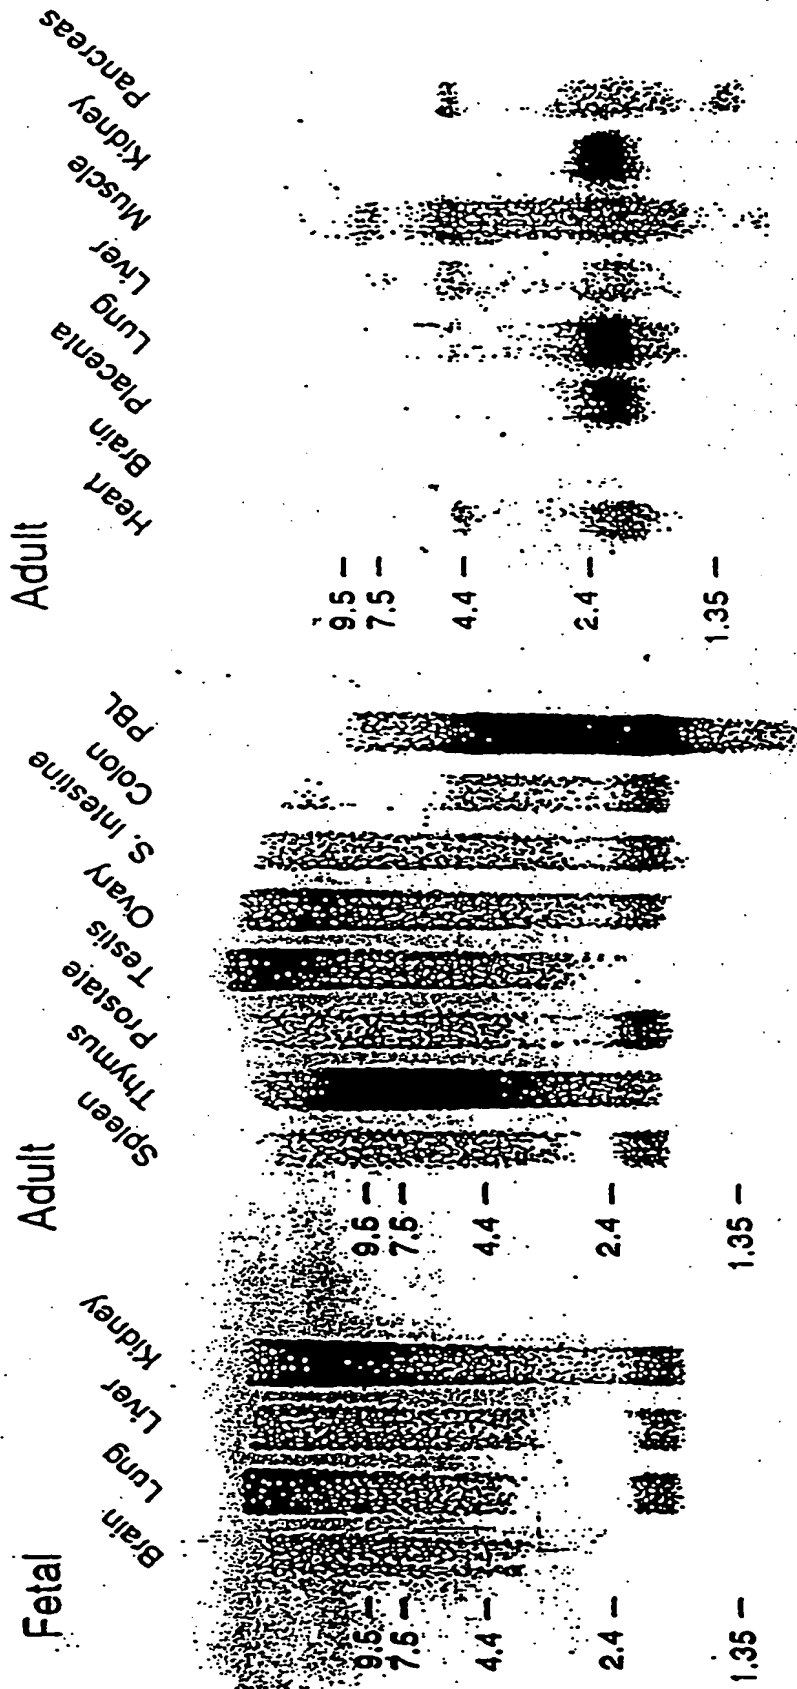 Fetal
Brain
Lung
Liver
Kidney
9.5
7.5
4.4
2.4
1.35
Adult
Spleen
Thymus
Prostate
Testis
Ovary
S. Intestine
Colon
PBL
9.5
7.5
4.4
2.4
1.35
Adult
Heart
Brain
Placenta
Lung
Liver
Muscle
Kidney
Pancreas
9.5
7.5
4.4
2.4
1.35